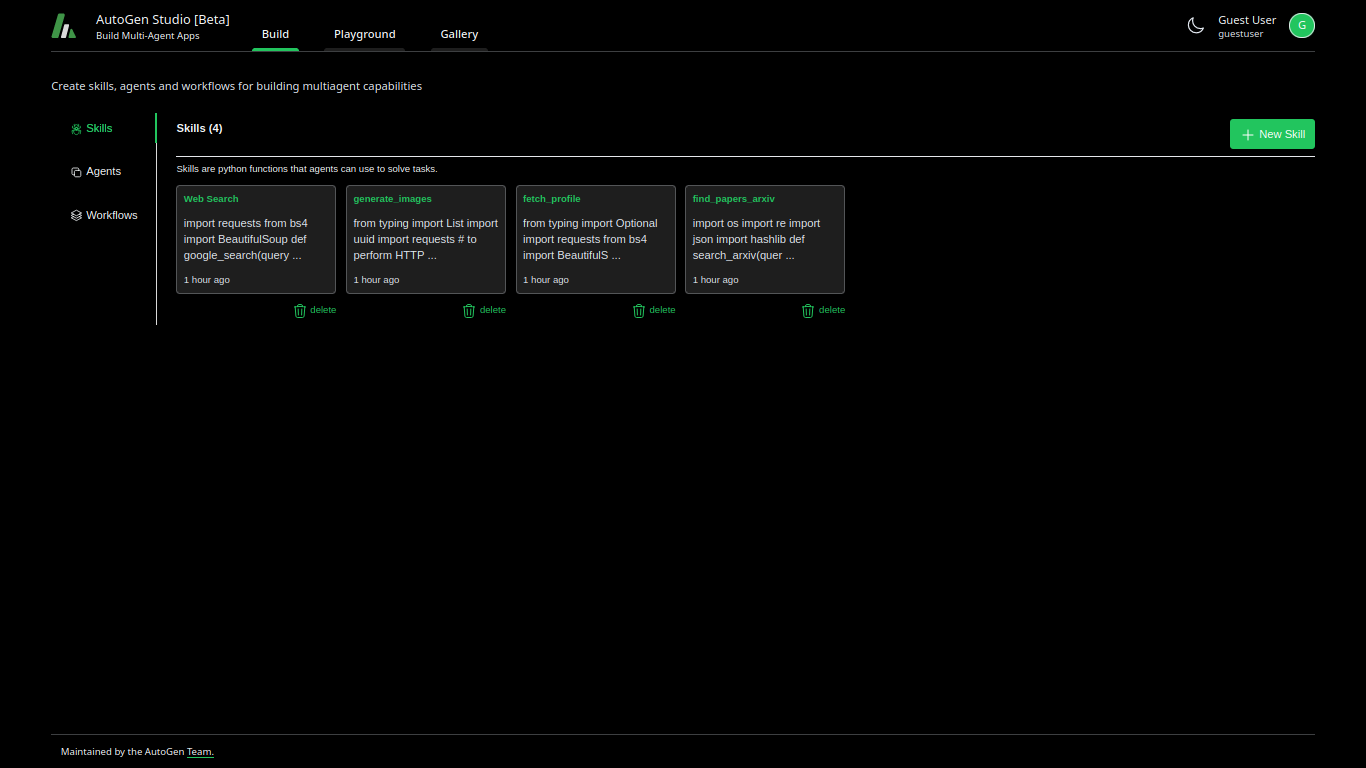 AutoGen Studio [Beta]
Build Multi-Agent Apps
Build
Playground
Gallery
Guest User
guestuser
G
Create skills, agents and workflows for building multiagent capabilities
Skills
Agents
Workflows
Skills (4)
New Skill
Skills are python functions that agents can use to solve tasks.
Web Search
import requests from bs4
import BeautifulSoup def
google_search(query ...
1 hour ago
delete
generate_images
from typing import List import
uuid import requests # to
perform HTTP ...
1 hour ago
delete
fetch_profile
from typing import Optional
import requests from bs4
import BeautifulS ...
1 hour ago
delete
find_papers_arxiv
import os import re import
json import hashlib def
search_arxiv(quer ...
1 hour ago
delete
Maintained by the AutoGen Team.